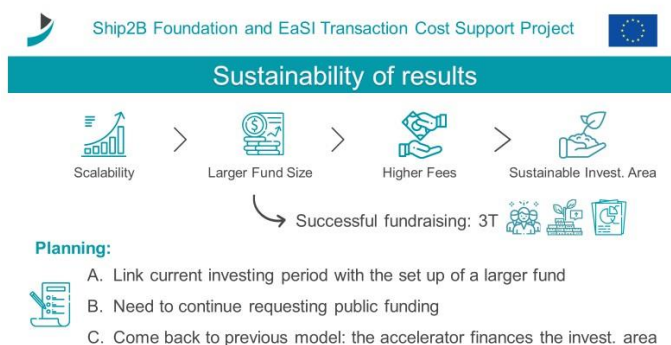 Ship2B Foundation and EaSI Transaction Cost Support Project
Sustainability of results
Scalability > Larger Fund Size > Higher Fees > Sustainable Invest. Area
Successful fundraising: 3T
Planning:
A. Link current investing period with the set up of a larger fund
B. Need to continue requesting public funding
C. Come back to previous model: the accelerator finances the invest. area